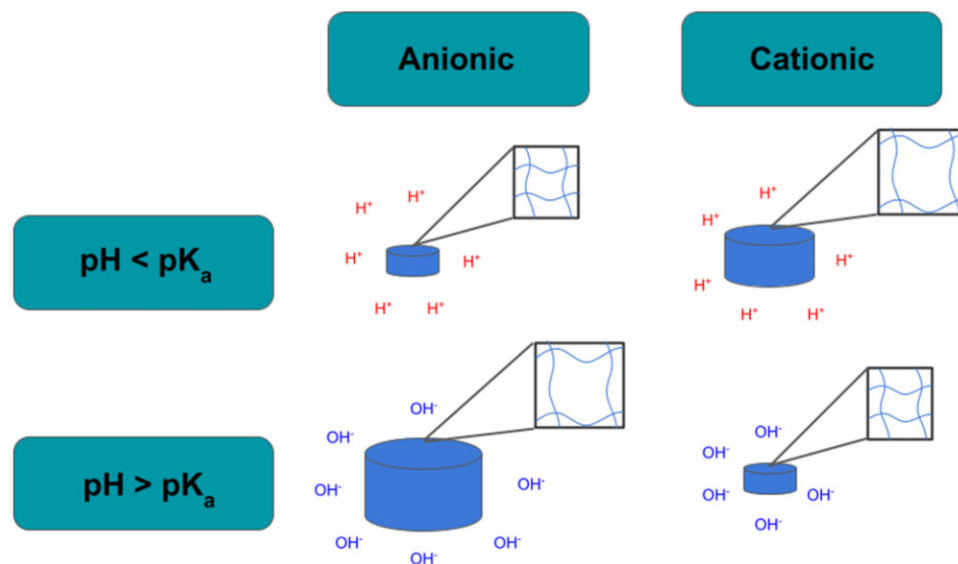 Anionic
Cationic
pH < pKₐ
H⁺
H⁺
H⁺
H⁺
H⁺
H⁺
H⁺
H⁺
H⁺
H⁺
H⁺
H⁺
pH > pKₐ
OH⁻
OH⁻
OH⁻
OH⁻
OH⁻
OH⁻
OH⁻
OH⁻
OH⁻
OH⁻
OH⁻
OH⁻